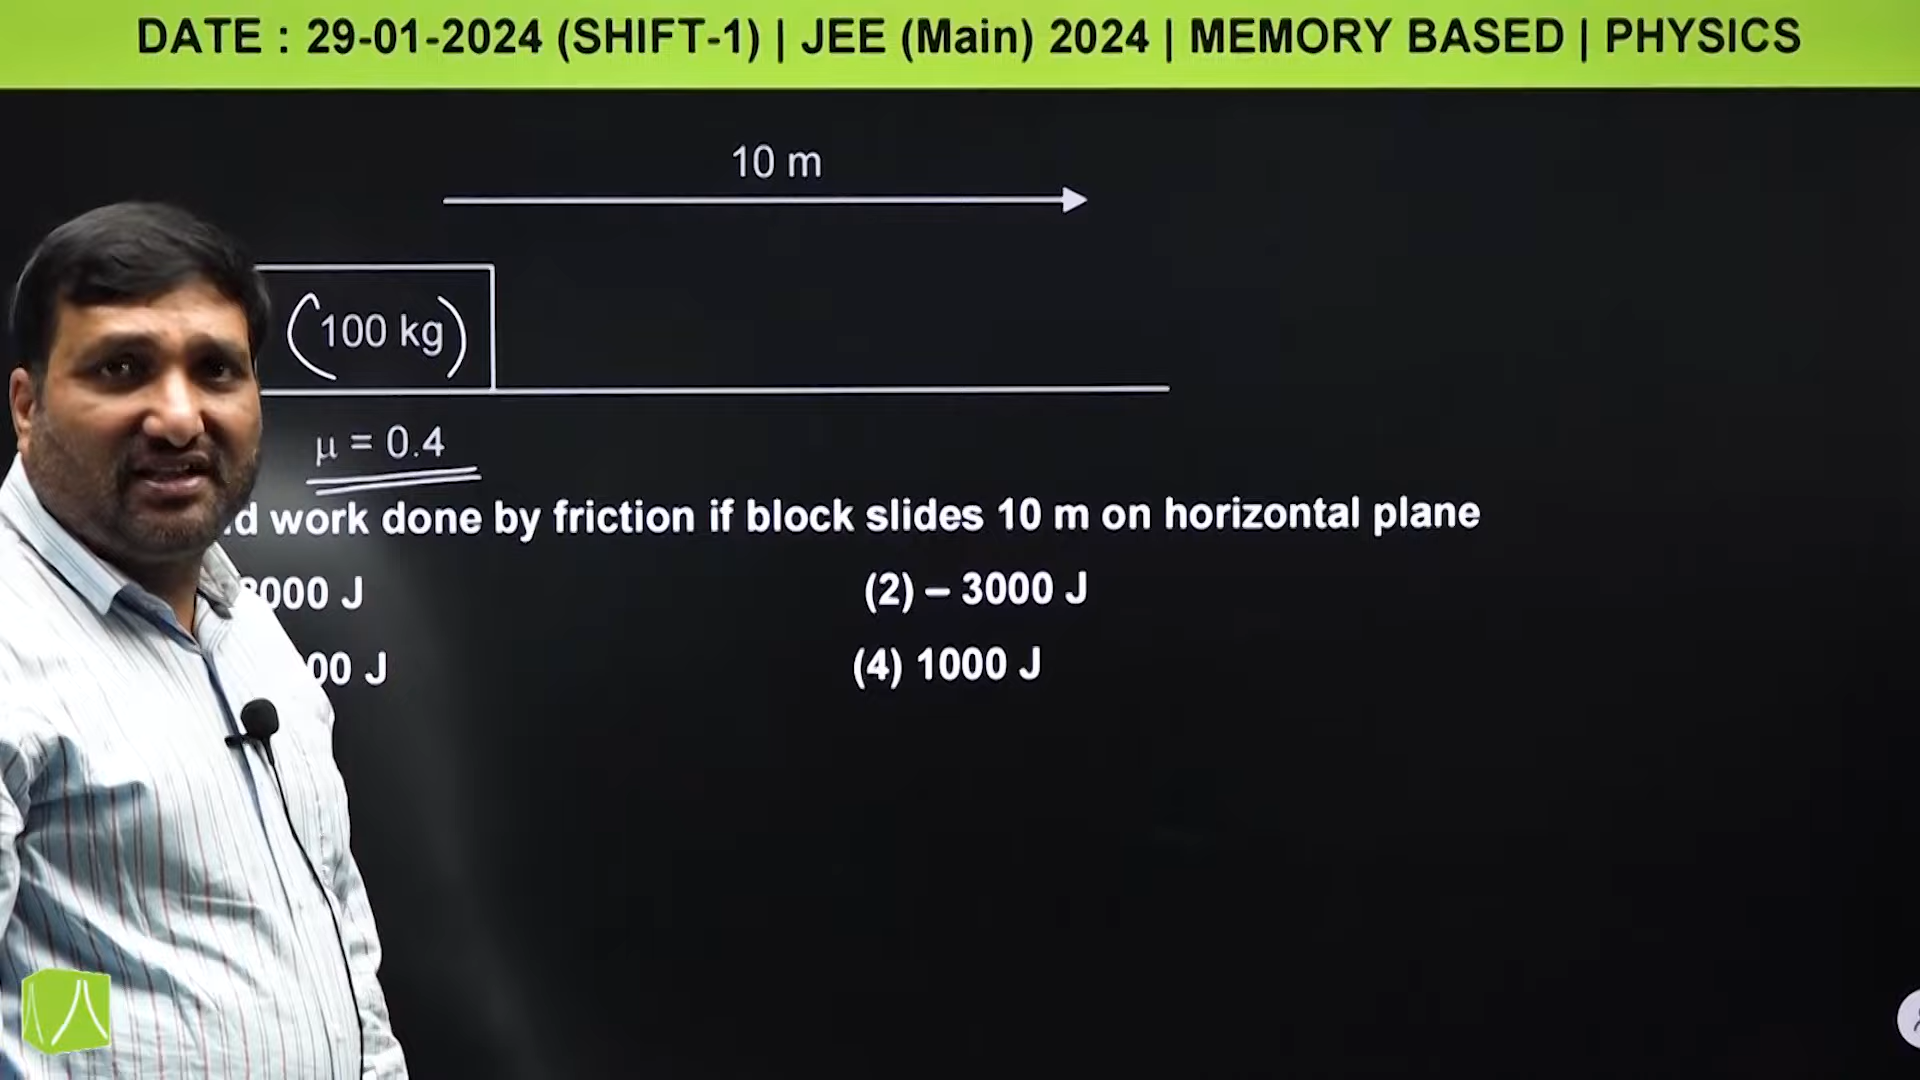 DATE : 29-01-2024 (SHIFT-1) | JEE (Main) 2024 | MEMORY BASED | PHYSICS
10 m
(100 kg)
μ = 0.4
work done by friction if block slides 10 m on horizontal plane
J
(2) – 3000 J
J
(4) 1000 J